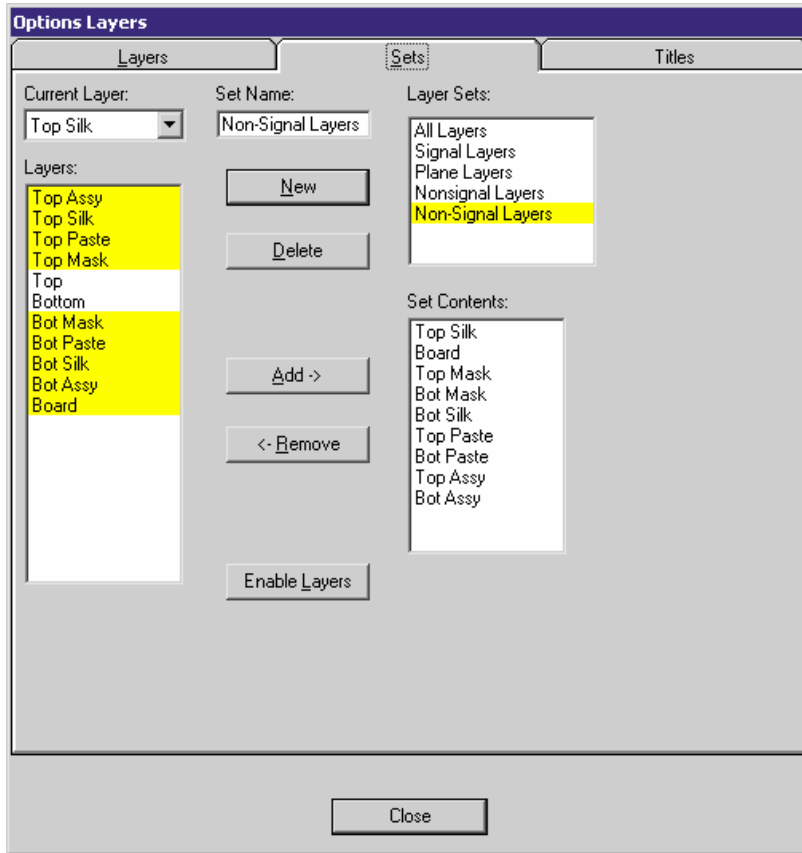 Options Layers
Layers
Sets
Titles
Current Layer:
Set Name:
Layer Sets:
Top Silk
Non-Signal Layers
All Layers
Signal Layers
Plane Layers
Nonsignal Layers
Non-Signal Layers
Layers:
Top Assy
Top Silk
Top Paste
Top Mask
Top
Bottom
Bot Mask
Bot Paste
Bot Silk
Bot Assy
Board
New
Delete
Add ->
<- Remove
Enable Layers
Set Contents:
Top Silk
Board
Top Mask
Bot Mask
Bot Silk
Top Paste
Bot Paste
Top Assy
Bot Assy
Close